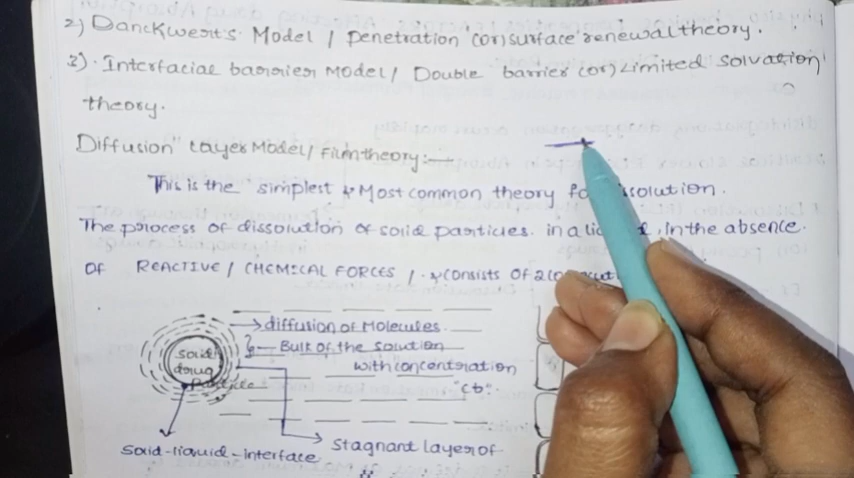 2) Danckwert's Model / penetration (or) surface renewal theory.
3). Interfacial barrier Model / Double barrier (or) Limited solvation
theory.
Diffusion Layer Model / Film theory:-
This is the simplest & Most common theory
The process of dissolution of solid particles in a , in the absence.
OF REACTIVE / CHEMICAL FORCES / . & consists OF 2
diffusion of Molecules.
Bulk of the solution
with concentration
"Cb".
Solid
drug
Particle
Stagnant layer of
Solid-liquid-interface